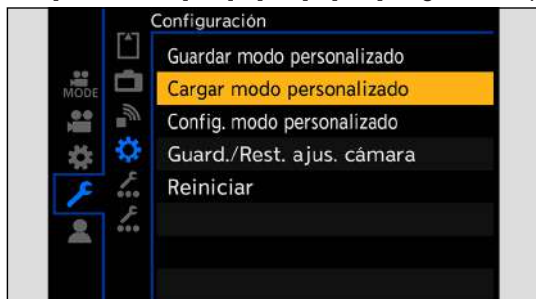 Configuración
Guardar modo personalizado
MODE
Cargar modo personalizado
Config. modo personalizado
Guard./Rest. ajus. cámara
Reiniciar